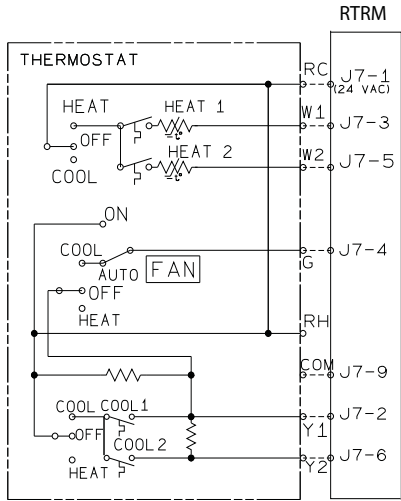 RTRM
THERMOSTAT
RC J7-1
(24 VAC)
HEAT HEAT 1 W1 J7-3
OFF HEAT 2 W2 J7-5
COOL
ON
COOL G J7-4
AUTO FAN
OFF
HEAT RH
COM J7-9
COOL COOL1 J7-2
OFF COOL2 Y1
HEAT Y2 J7-6